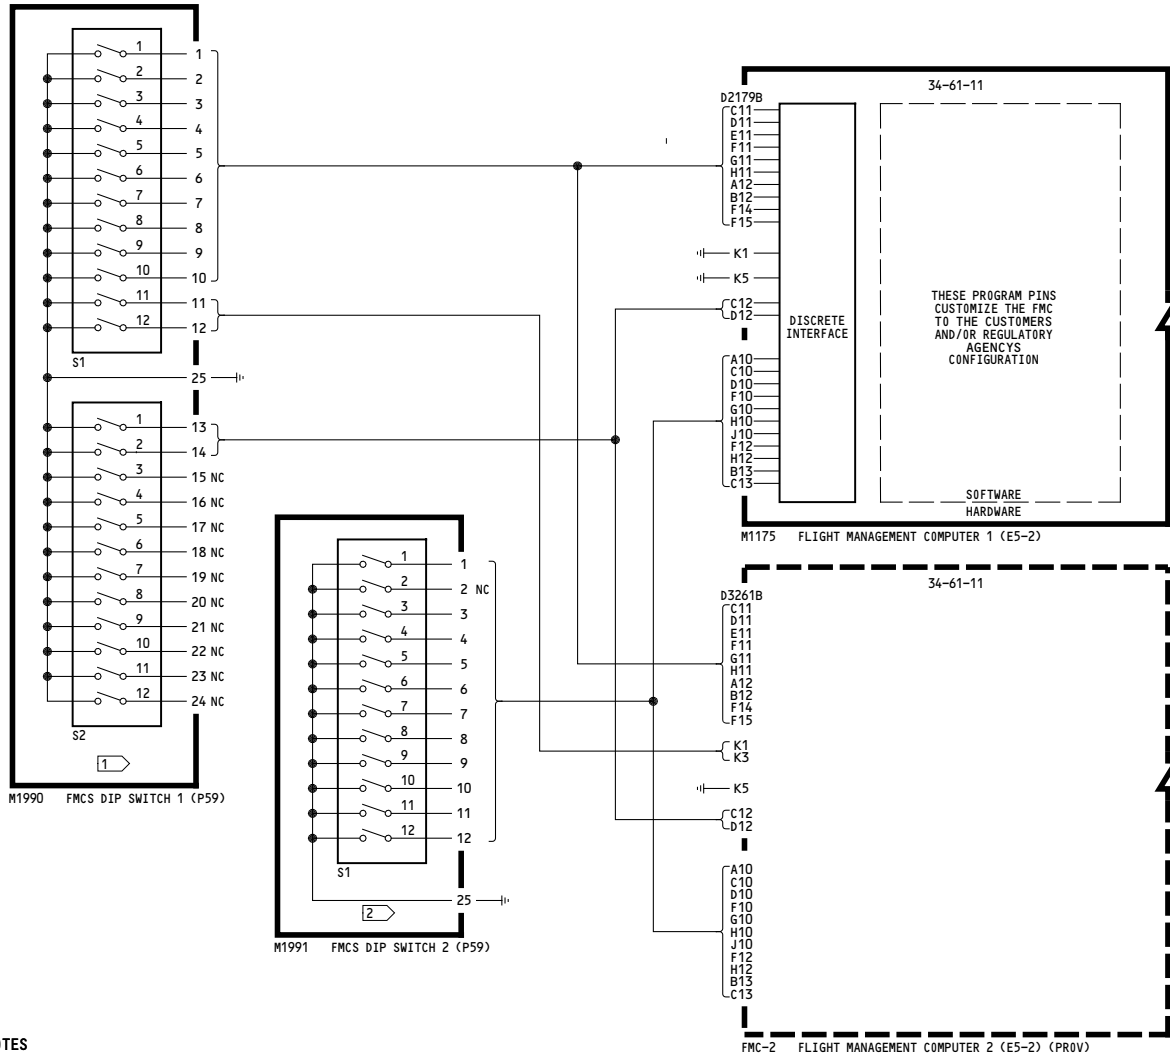 1 1
2 2
3 3
4 4
5 5
6 6
7 7
8 8
9 9
10 10
11 11
12 12
S1
25
1 13
2 14
3 15 NC
4 16 NC
5 17 NC
6 18 NC
7 19 NC
8 20 NC
9 21 NC
10 22 NC
11 23 NC
12 24 NC
S2
1
M1990 FMCS DIP SWITCH 1 (P59)
1 1
2 2 NC
3 3
4 4
5 5
6 6
7 7
8 8
9 9
10 10
11 11
12 12
S1
25
2
M1991 FMCS DIP SWITCH 2 (P59)
34-61-11
D2179B
C11
D11
E11
F11
G11
H11
A12
B12
F14
F15
K1
K5
C12
D12
A10
C10
D10
F10
G10
H10
J10
F12
H12
B13
C13
DISCRETE
INTERFACE
THESE PROGRAM PINS
CUSTOMIZE THE FMC
TO THE CUSTOMERS
AND/OR REGULATORY
AGENCYS
CONFIGURATION
SOFTWARE
HARDWARE
M1175 FLIGHT MANAGEMENT COMPUTER 1 (E5-2)
34-61-11
D3261B
C11
D11
E11
F11
G11
H11
A12
B12
F14
F15
K1
K3
K5
C12
D12
A10
C10
D10
F10
G10
H10
J10
F12
H12
B13
C13
FMC-2 FLIGHT MANAGEMENT COMPUTER 2 (E5-2) (PROV)
OTES